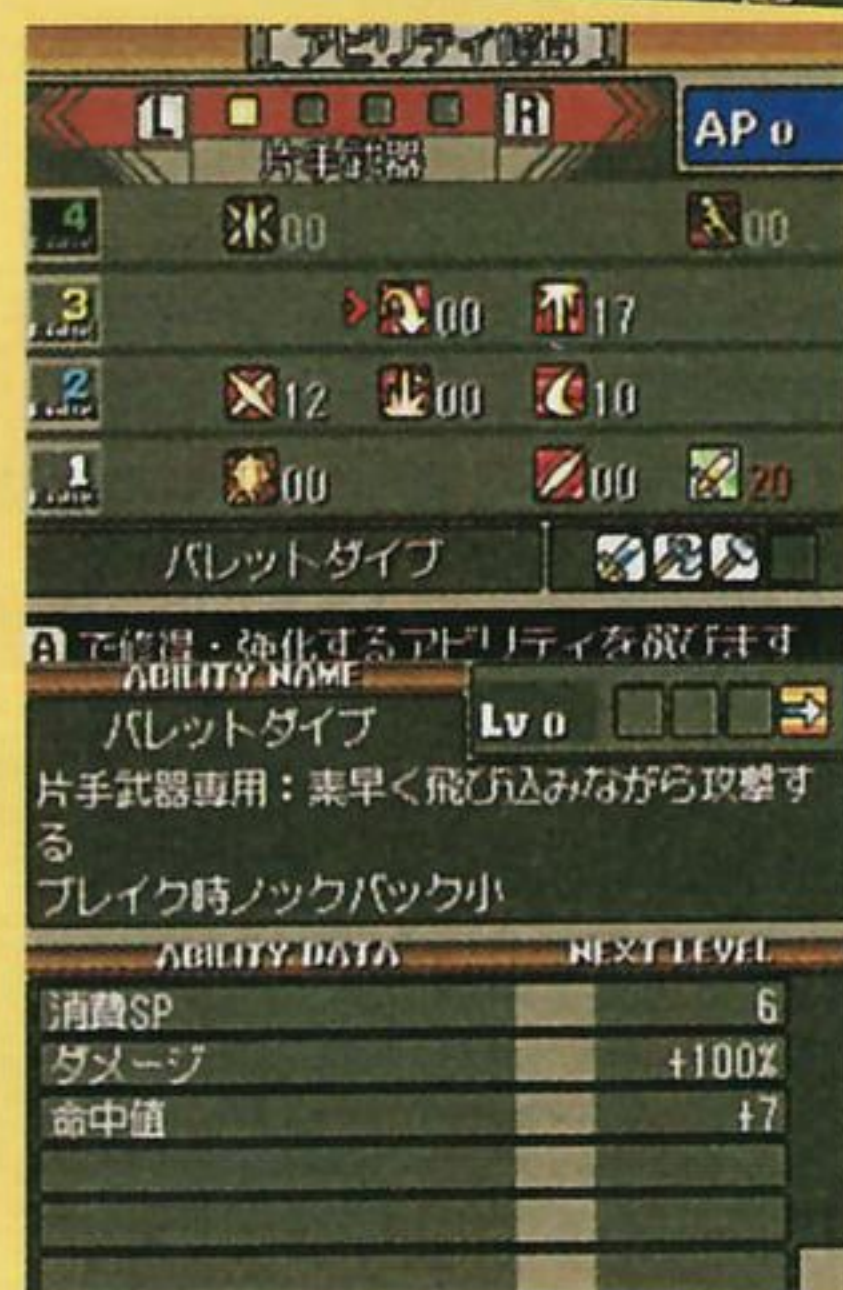 アビリティ修得
L R AP 0
片手武器
4 00 00
3 00 17
2 12 00 10
1 00 00 20
バレットダイブ
A で修得・強化するアビリティを選びます
ABILITY NAME
バレットダイブ Lv 0
片手武器専用：素早く飛び込みながら攻撃す
る
ブレイク時ノックバック小
ABILITY DATA NEXT LEVEL
消費SP 6
ダメージ +100%
命中値 +7